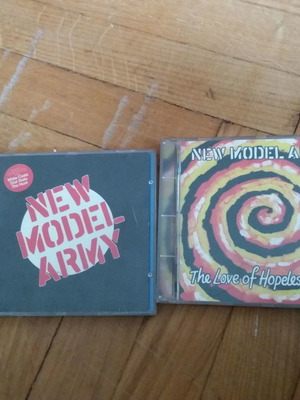 NEW
MODEL
ARMY
NEW MODEL A
The Love of Hopeles